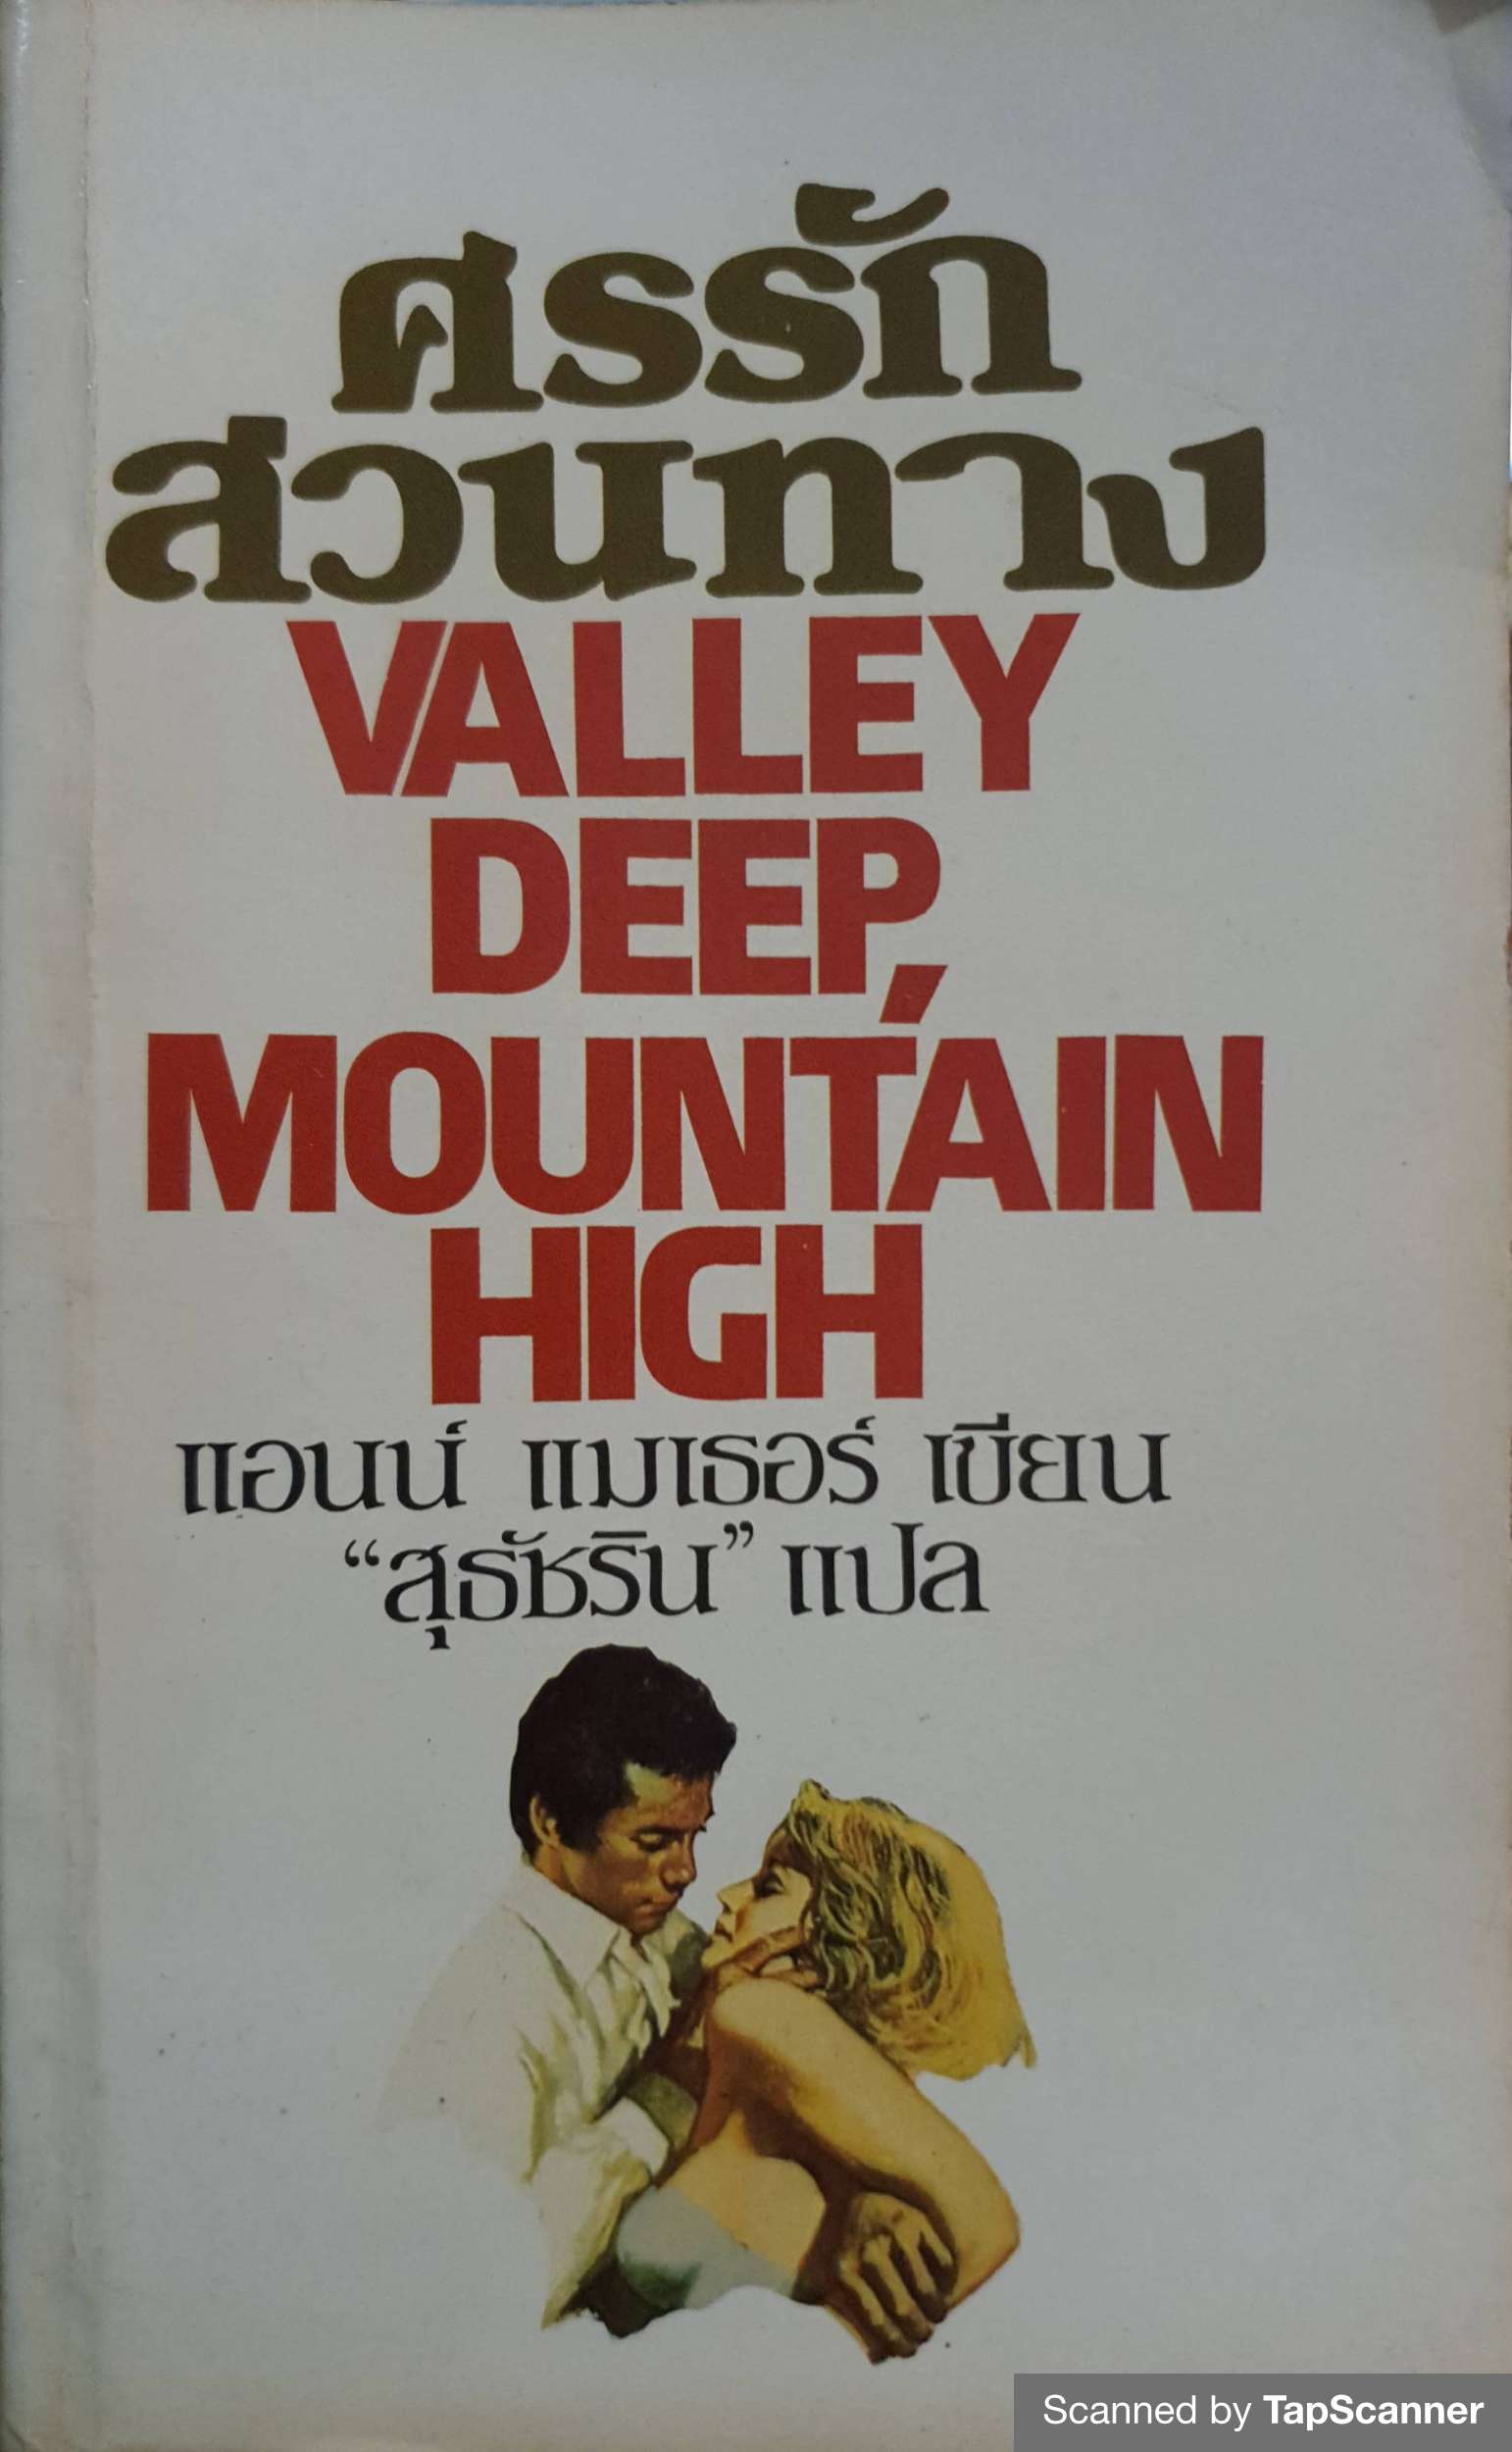 ศรรัก
สวนทาง
VALLEY
DEEP,
MOUNTAIN
HIGH
แอนน์ แมเธอร์ เขียน
“สุธัชริน” แปล
Scanned by TapScanner